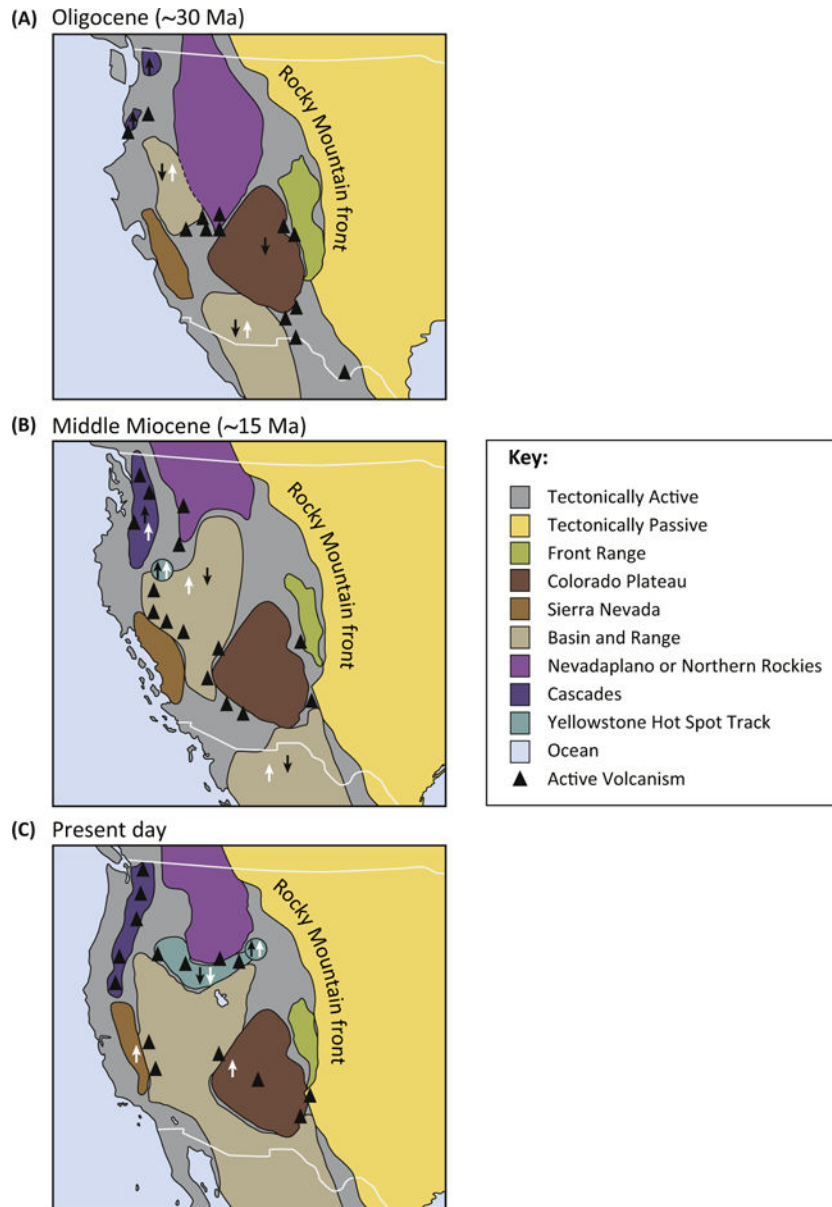 (A) Oligocene (~30 Ma)
Rocky Mountain front
(B) Middle Miocene (~15 Ma)
Rocky Mountain front
Key:
Tectonically Active
Tectonically Passive
Front Range
Colorado Plateau
Sierra Nevada
Basin and Range
Nevadaplano or Northern Rockies
Cascades
Yellowstone Hot Spot Track
Ocean
Active Volcanism
(C) Present day
Rocky Mountain front